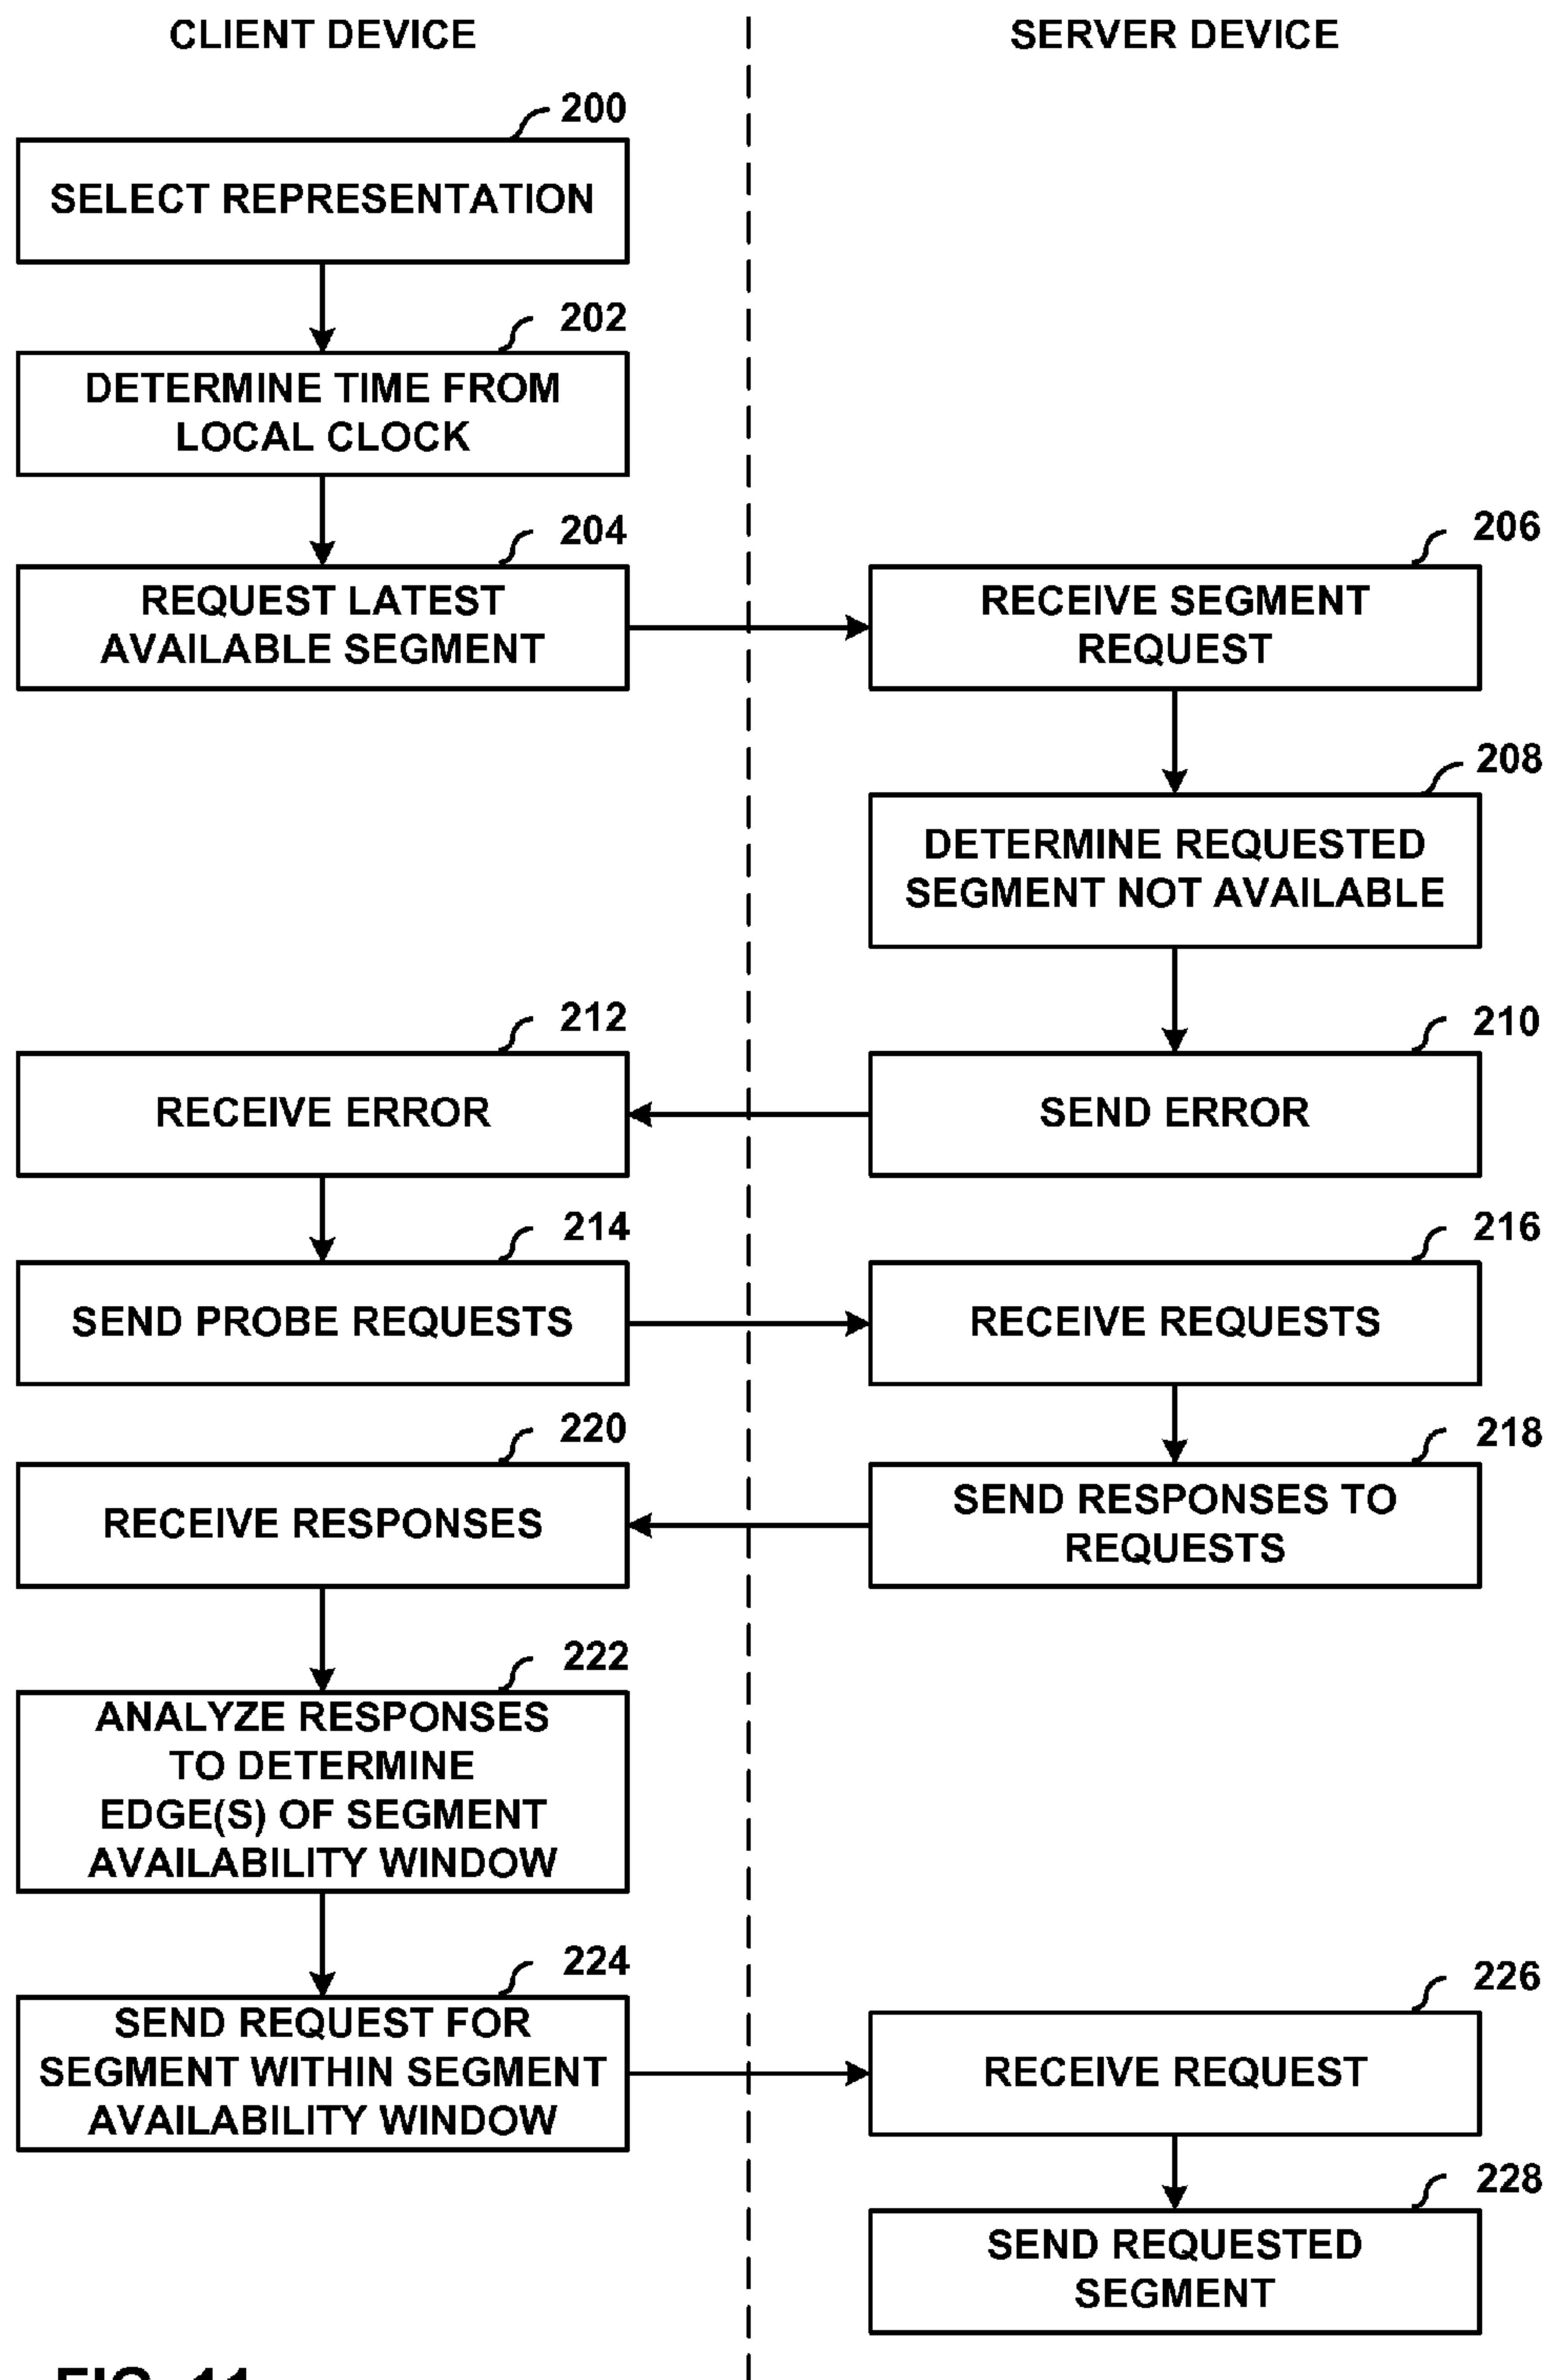 CLIENT DEVICE
SERVER DEVICE
200
SELECT REPRESENTATION
202
DETERMINE TIME FROM
LOCAL CLOCK
204
REQUEST LATEST
AVAILABLE SEGMENT
206
RECEIVE SEGMENT
REQUEST
208
DETERMINE REQUESTED
SEGMENT NOT AVAILABLE
210
SEND ERROR
212
RECEIVE ERROR
214
SEND PROBE REQUESTS
216
RECEIVE REQUESTS
218
SEND RESPONSES TO
REQUESTS
220
RECEIVE RESPONSES
222
ANALYZE RESPONSES
TO DETERMINE
EDGE(S) OF SEGMENT
AVAILABILITY WINDOW
224
SEND REQUEST FOR
SEGMENT WITHIN SEGMENT
AVAILABILITY WINDOW
226
RECEIVE REQUEST
228
SEND REQUESTED
SEGMENT
FIG. 11